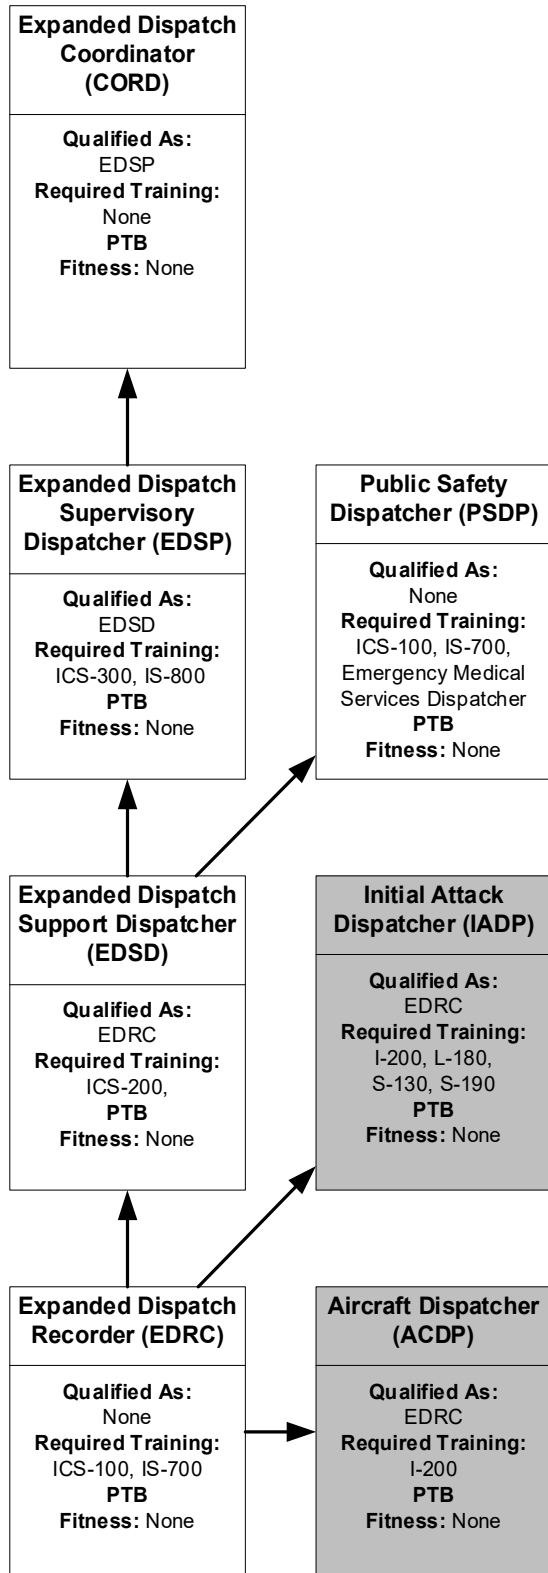 Expanded Dispatch
Coordinator
(CORD)
Qualified As:
EDSP
Required Training:
None
PTB
Fitness: None
Expanded Dispatch
Supervisory
Dispatcher (EDSP)
Qualified As:
EDSD
Required Training:
ICS-300, IS-800
PTB
Fitness: None
Public Safety
Dispatcher (PSDP)
Qualified As:
None
Required Training:
ICS-100, IS-700,
Emergency Medical
Services Dispatcher
PTB
Fitness: None
Expanded Dispatch
Support Dispatcher
(EDSD)
Qualified As:
EDRC
Required Training:
ICS-200,
PTB
Fitness: None
Initial Attack
Dispatcher (IADP)
Qualified As:
EDRC
Required Training:
I-200, L-180,
S-130, S-190
PTB
Fitness: None
Expanded Dispatch
Recorder (EDRC)
Qualified As:
None
Required Training:
ICS-100, IS-700
PTB
Fitness: None
Aircraft Dispatcher
(ACDP)
Qualified As:
EDRC
Required Training:
I-200
PTB
Fitness: None